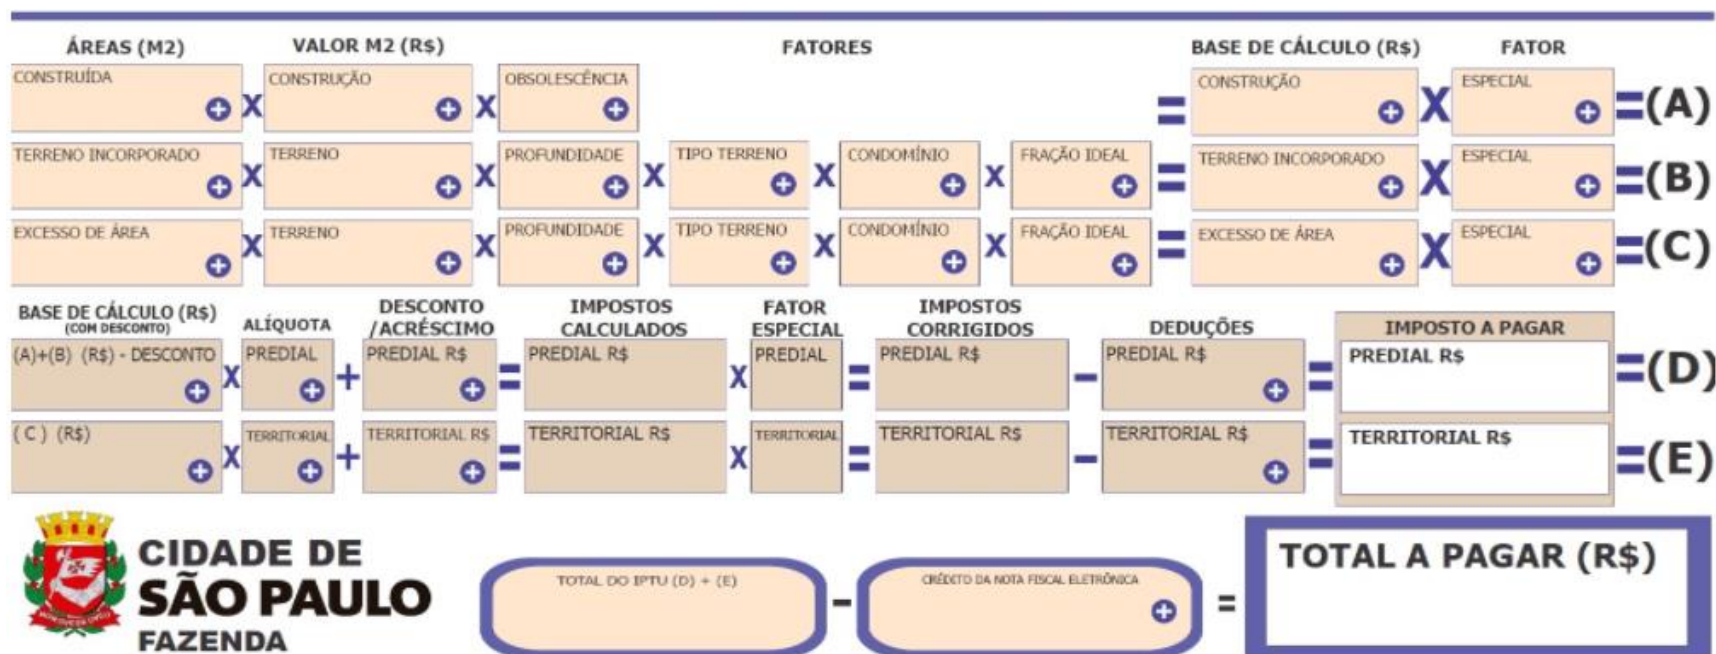 ÁREAS (M2) VALOR M2 (R$) FATORES BASE DE CÁLCULO (R$) FATOR
CONSTRUÍDA CONSTRUÇÃO OBSOLESCÊNCIA CONSTRUÇÃO ESPECIAL
X X = X =(A)
TERRENO INCORPORADO TERRENO PROFUNDIDADE TIPO TERRENO CONDOMÍNIO FRAÇÃO IDEAL TERRENO INCORPORADO ESPECIAL
X X X X X = X =(B)
EXCESSO DE ÁREA TERRENO PROFUNDIDADE TIPO TERRENO CONDOMÍNIO FRAÇÃO IDEAL EXCESSO DE ÁREA ESPECIAL
X X X X X = X =(C)
BASE DE CÁLCULO (R$) DESCONTO IMPOSTOS FATOR IMPOSTOS
(COM DESCONTO) ALÍQUOTA /ACRÉSCIMO CALCULADOS ESPECIAL CORRIGIDOS DEDUÇÕES IMPOSTO A PAGAR
(A)+(B) (R$) - DESCONTO PREDIAL PREDIAL R$ PREDIAL R$ PREDIAL PREDIAL R$ PREDIAL R$ PREDIAL R$
X + = X = - = =(D)
( C ) (R$) TERRITORIAL TERRITORIAL R$ TERRITORIAL R$ TERRITORIAL TERRITORIAL R$ TERRITORIAL R$ TERRITORIAL R$
X + = X = - = =(E)
CIDADE DE
SÃO PAULO
FAZENDA
TOTAL DO IPTU (D) + (E) - CRÉDITO DA NOTA FISCAL ELETRÔNICA = TOTAL A PAGAR (R$)